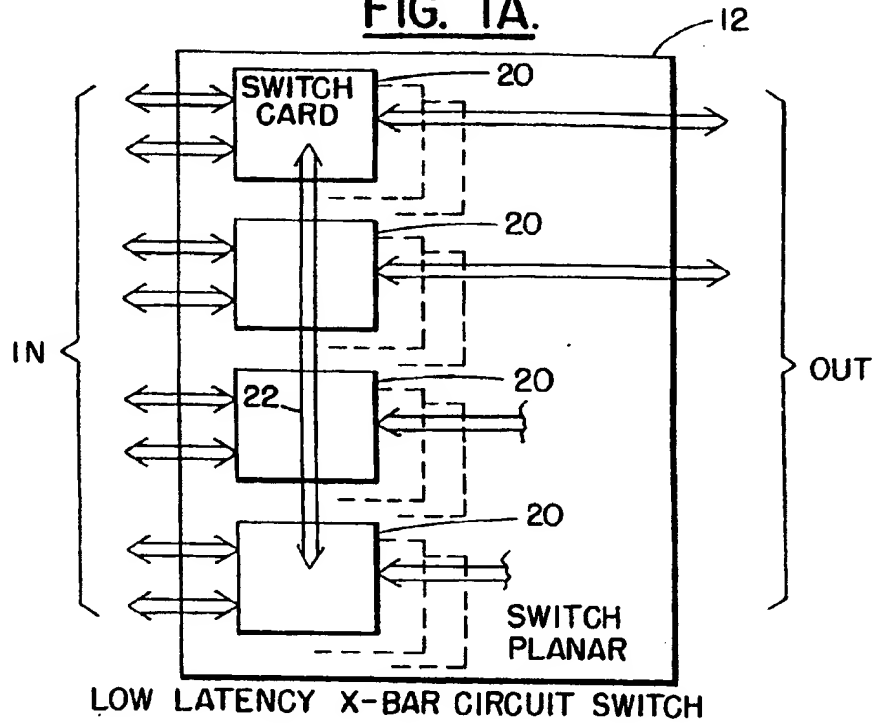 FIG. 1A.
12
SWITCH
CARD
20
20
IN
OUT
22
20
20
SWITCH
PLANAR
LOW LATENCY X-BAR CIRCUIT SWITCH